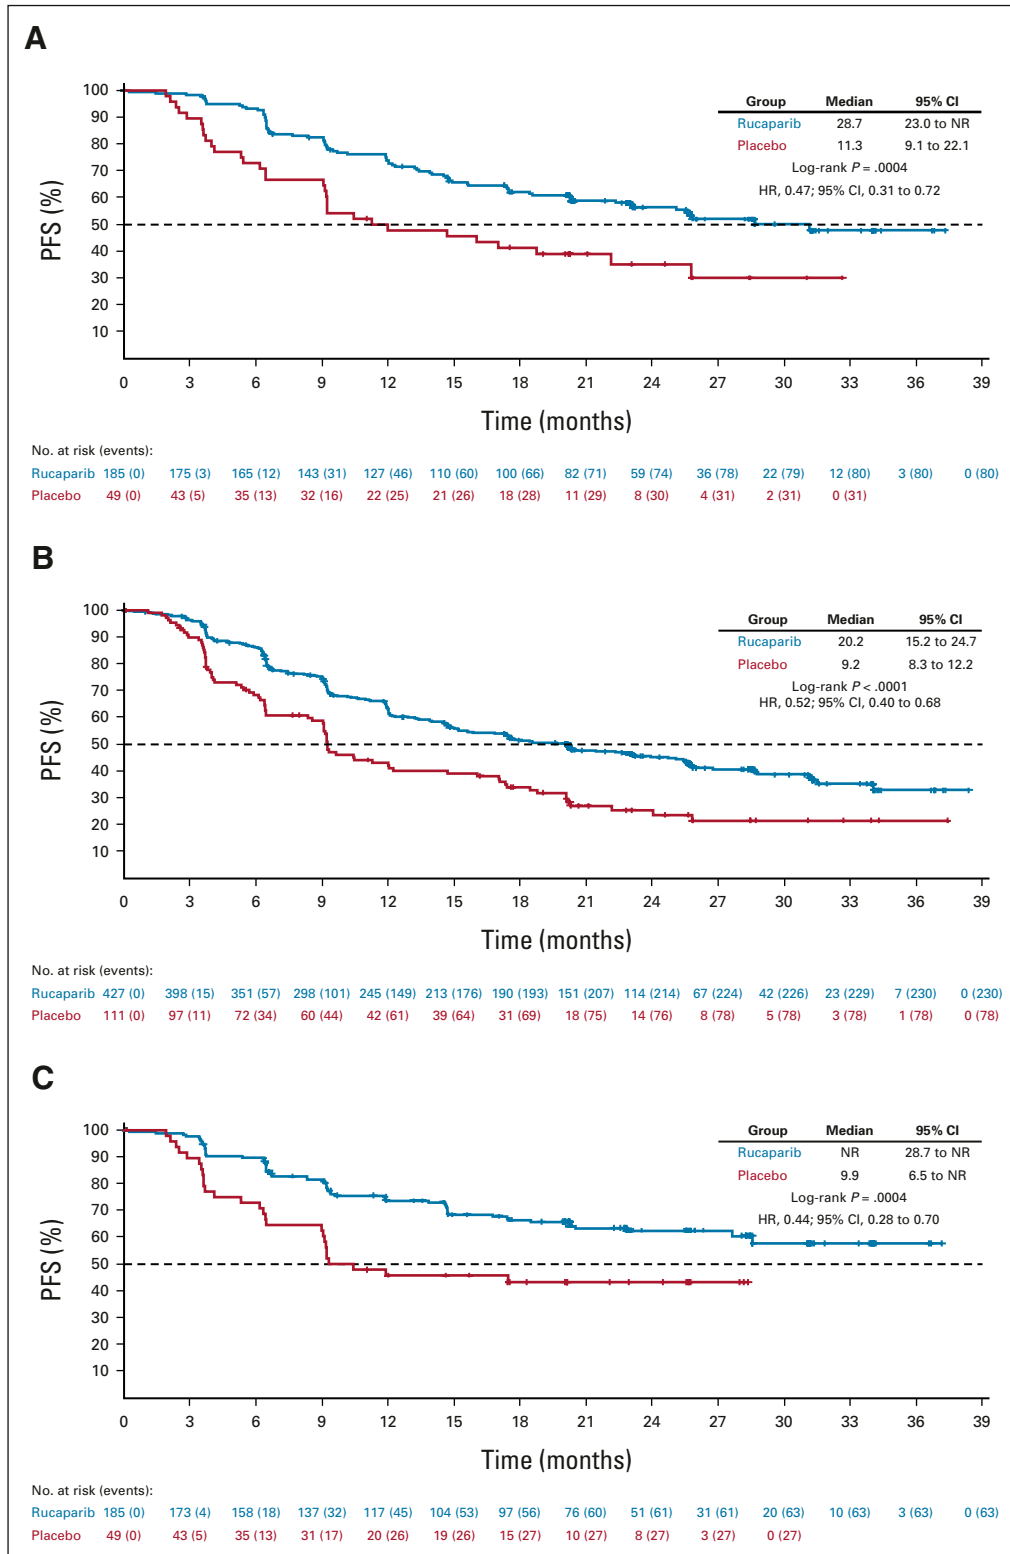 A
100
90
80
70
60
50
40
30
20
10
PFS (%)
Group Median 95% CI
Rucaparib 28.7 23.0 to NR
Placebo 11.3 9.1 to 22.1
Log-rank P = .0004
HR, 0.47; 95% CI, 0.31 to 0.72
0 3 6 9 12 15 18 21 24 27 30 33 36 39
Time (months)
No. at risk (events):
Rucaparib 185 (0) 175 (3) 165 (12) 143 (31) 127 (46) 110 (60) 100 (66) 82 (71) 59 (74) 36 (78) 22 (79) 12 (80) 3 (80) 0 (80)
Placebo 49 (0) 43 (5) 35 (13) 32 (16) 22 (25) 21 (26) 18 (28) 11 (29) 8 (30) 4 (31) 2 (31) 0 (31)
B
100
90
80
70
60
50
40
30
20
10
PFS (%)
Group Median 95% CI
Rucaparib 20.2 15.2 to 24.7
Placebo 9.2 8.3 to 12.2
Log-rank P < .0001
HR, 0.52; 95% CI, 0.40 to 0.68
0 3 6 9 12 15 18 21 24 27 30 33 36 39
Time (months)
No. at risk (events):
Rucaparib 427 (0) 398 (15) 351 (57) 298 (101) 245 (149) 213 (176) 190 (193) 151 (207) 114 (214) 67 (224) 42 (226) 23 (229) 7 (230) 0 (230)
Placebo 111 (0) 97 (11) 72 (34) 60 (44) 42 (61) 39 (64) 31 (69) 18 (75) 14 (76) 8 (78) 5 (78) 3 (78) 1 (78) 0 (78)
C
100
90
80
70
60
50
40
30
20
10
PFS (%)
Group Median 95% CI
Rucaparib NR 28.7 to NR
Placebo 9.9 6.5 to NR
Log-rank P = .0004
HR, 0.44; 95% CI, 0.28 to 0.70
0 3 6 9 12 15 18 21 24 27 30 33 36 39
Time (months)
No. at risk (events):
Rucaparib 185 (0) 173 (4) 158 (18) 137 (32) 117 (45) 104 (53) 97 (56) 76 (60) 51 (61) 31 (61) 20 (63) 10 (63) 3 (63) 0 (63)
Placebo 49 (0) 43 (5) 35 (13) 31 (17) 20 (26) 19 (26) 15 (27) 10 (27) 8 (27) 3 (27) 0 (27)